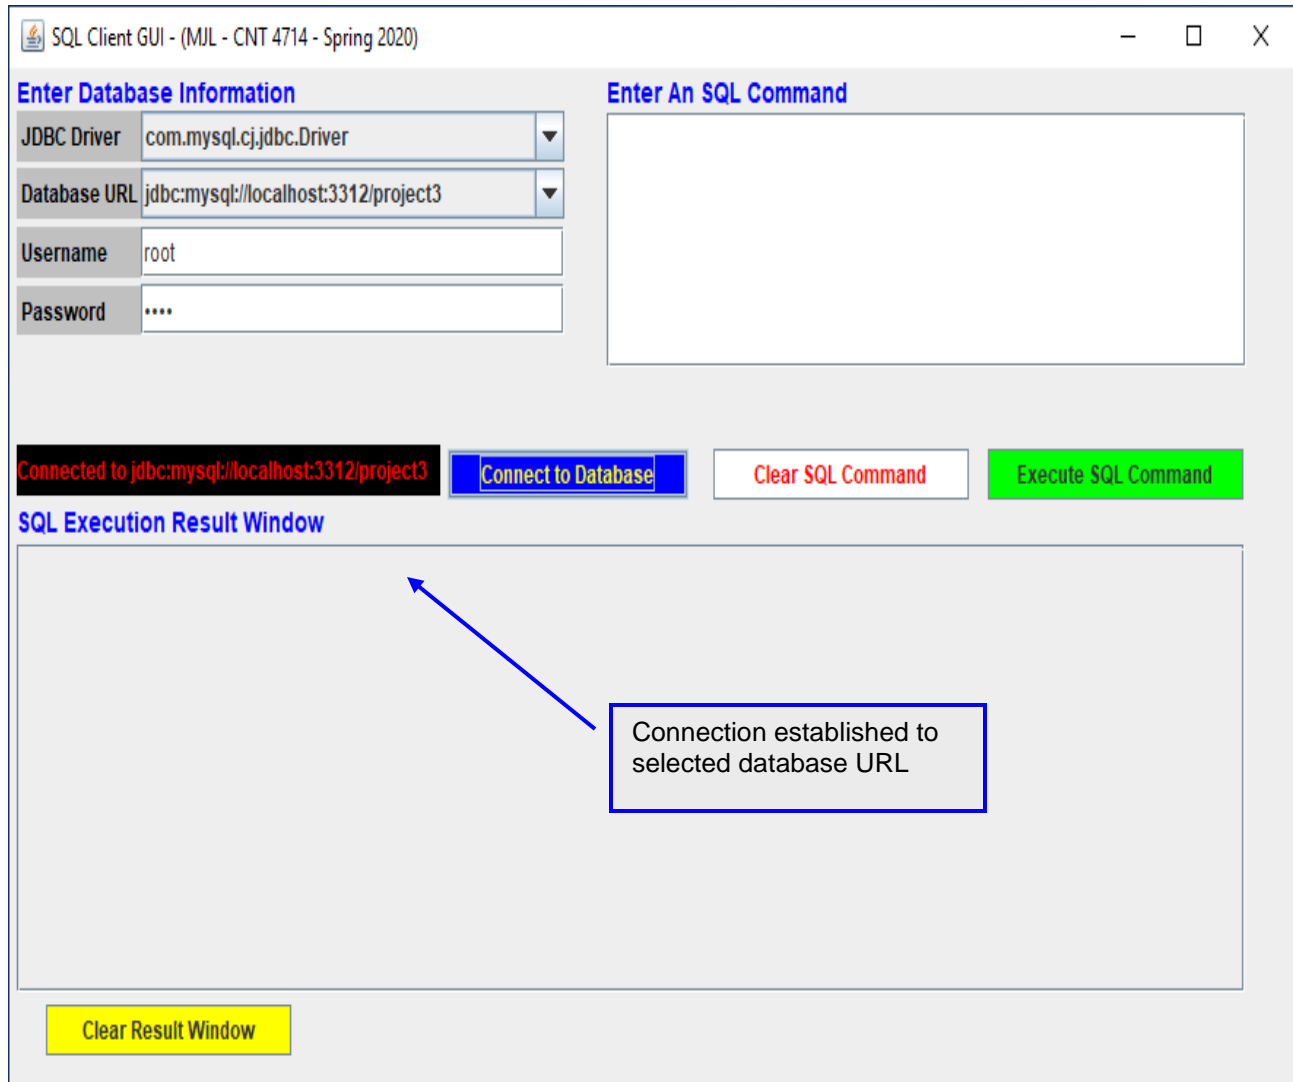 SQL Client GUI - (MJL - CNT 4714 - Spring 2020)
Enter Database Information
JDBC Driver com.mysql.cj.jdbc.Driver
Database URL jdbc:mysql://localhost:3312/project3
Username root
Password ••••
Enter An SQL Command
Connected to jdbc:mysql://localhost:3312/project3
Connect to Database
Clear SQL Command
Execute SQL Command
SQL Execution Result Window
Connection established to
selected database URL
Clear Result Window